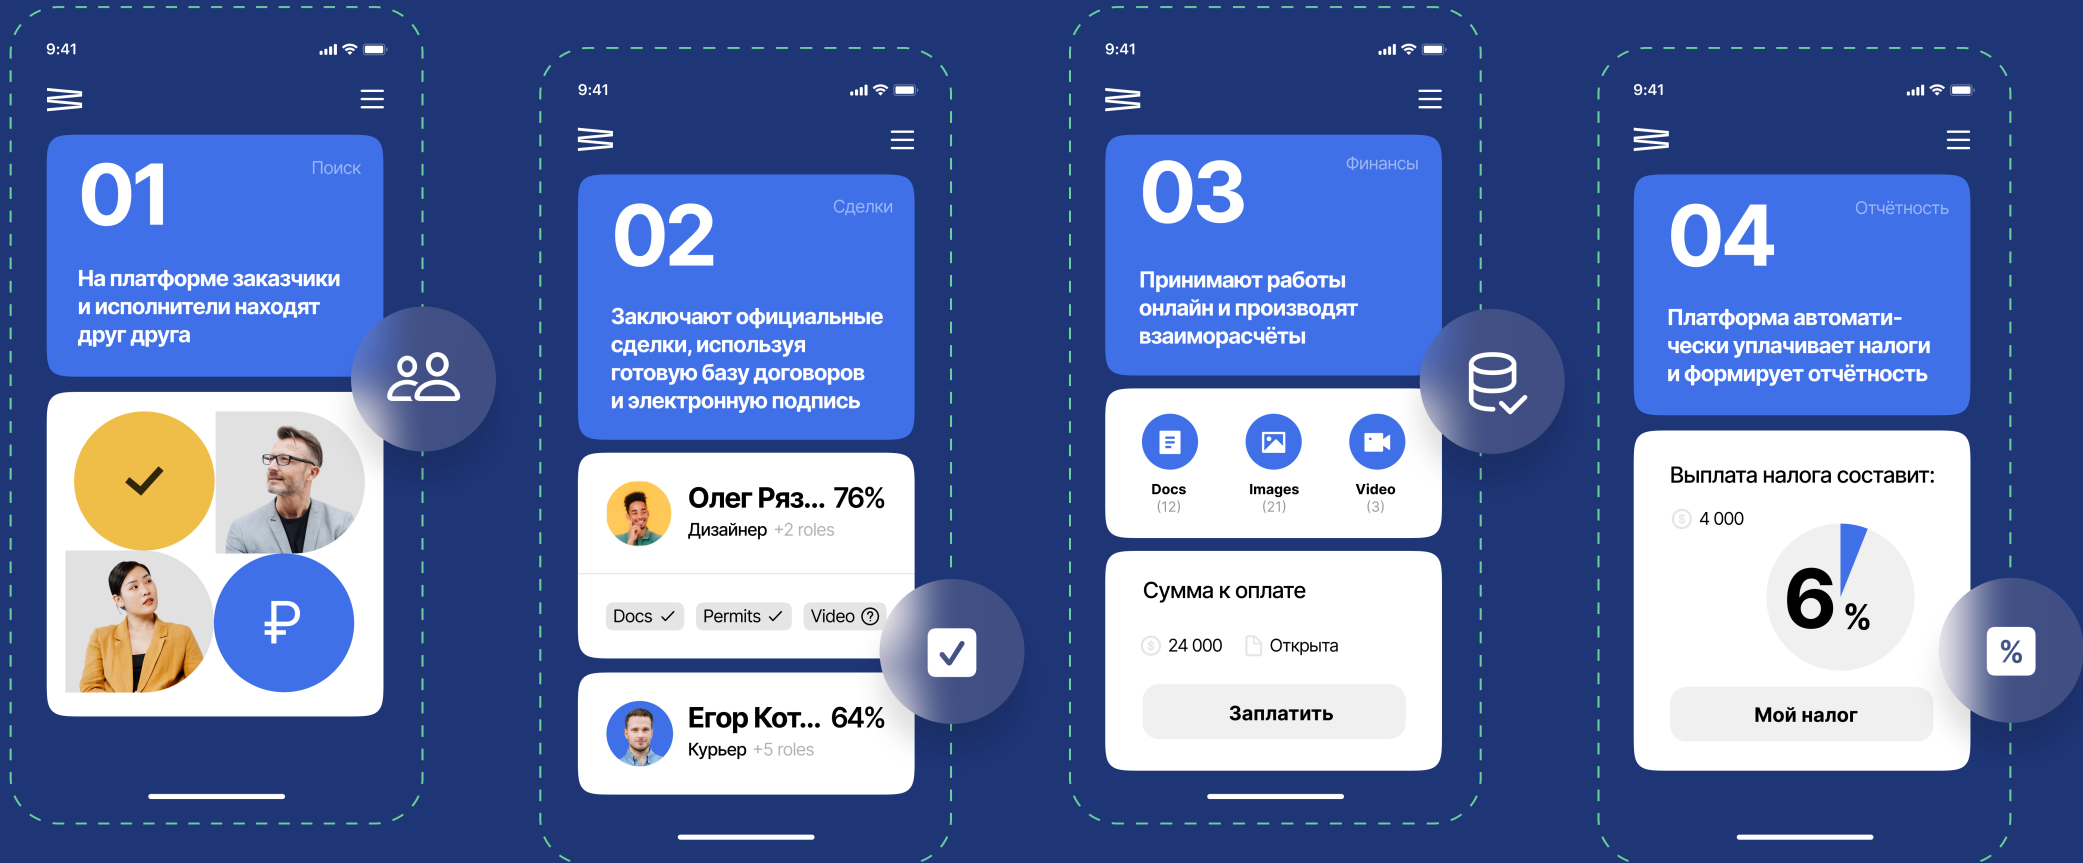 9:41
01
Поиск
На платформе заказчики
и исполнители находят
друг друга
₽
9:41
02
Сделки
Заключают официальные
сделки, используя
готовую базу договоров
и электронную подпись
Олег Ряз... 76%
Дизайнер +2 roles
Docs Permits Video
Егор Кот... 64%
Курьер +5 roles
9:41
03
Финансы
Принимают работы
онлайн и производят
взаиморасчёты
Docs Images Video
(12) (21) (3)
Сумма к оплате
$ 24 000 Открыта
Заплатить
9:41
04
Отчётность
Платформа автомати-
чески уплачивает налоги
и формирует отчётность
Выплата налога составит:
$ 4 000
6%
Мой налог
%